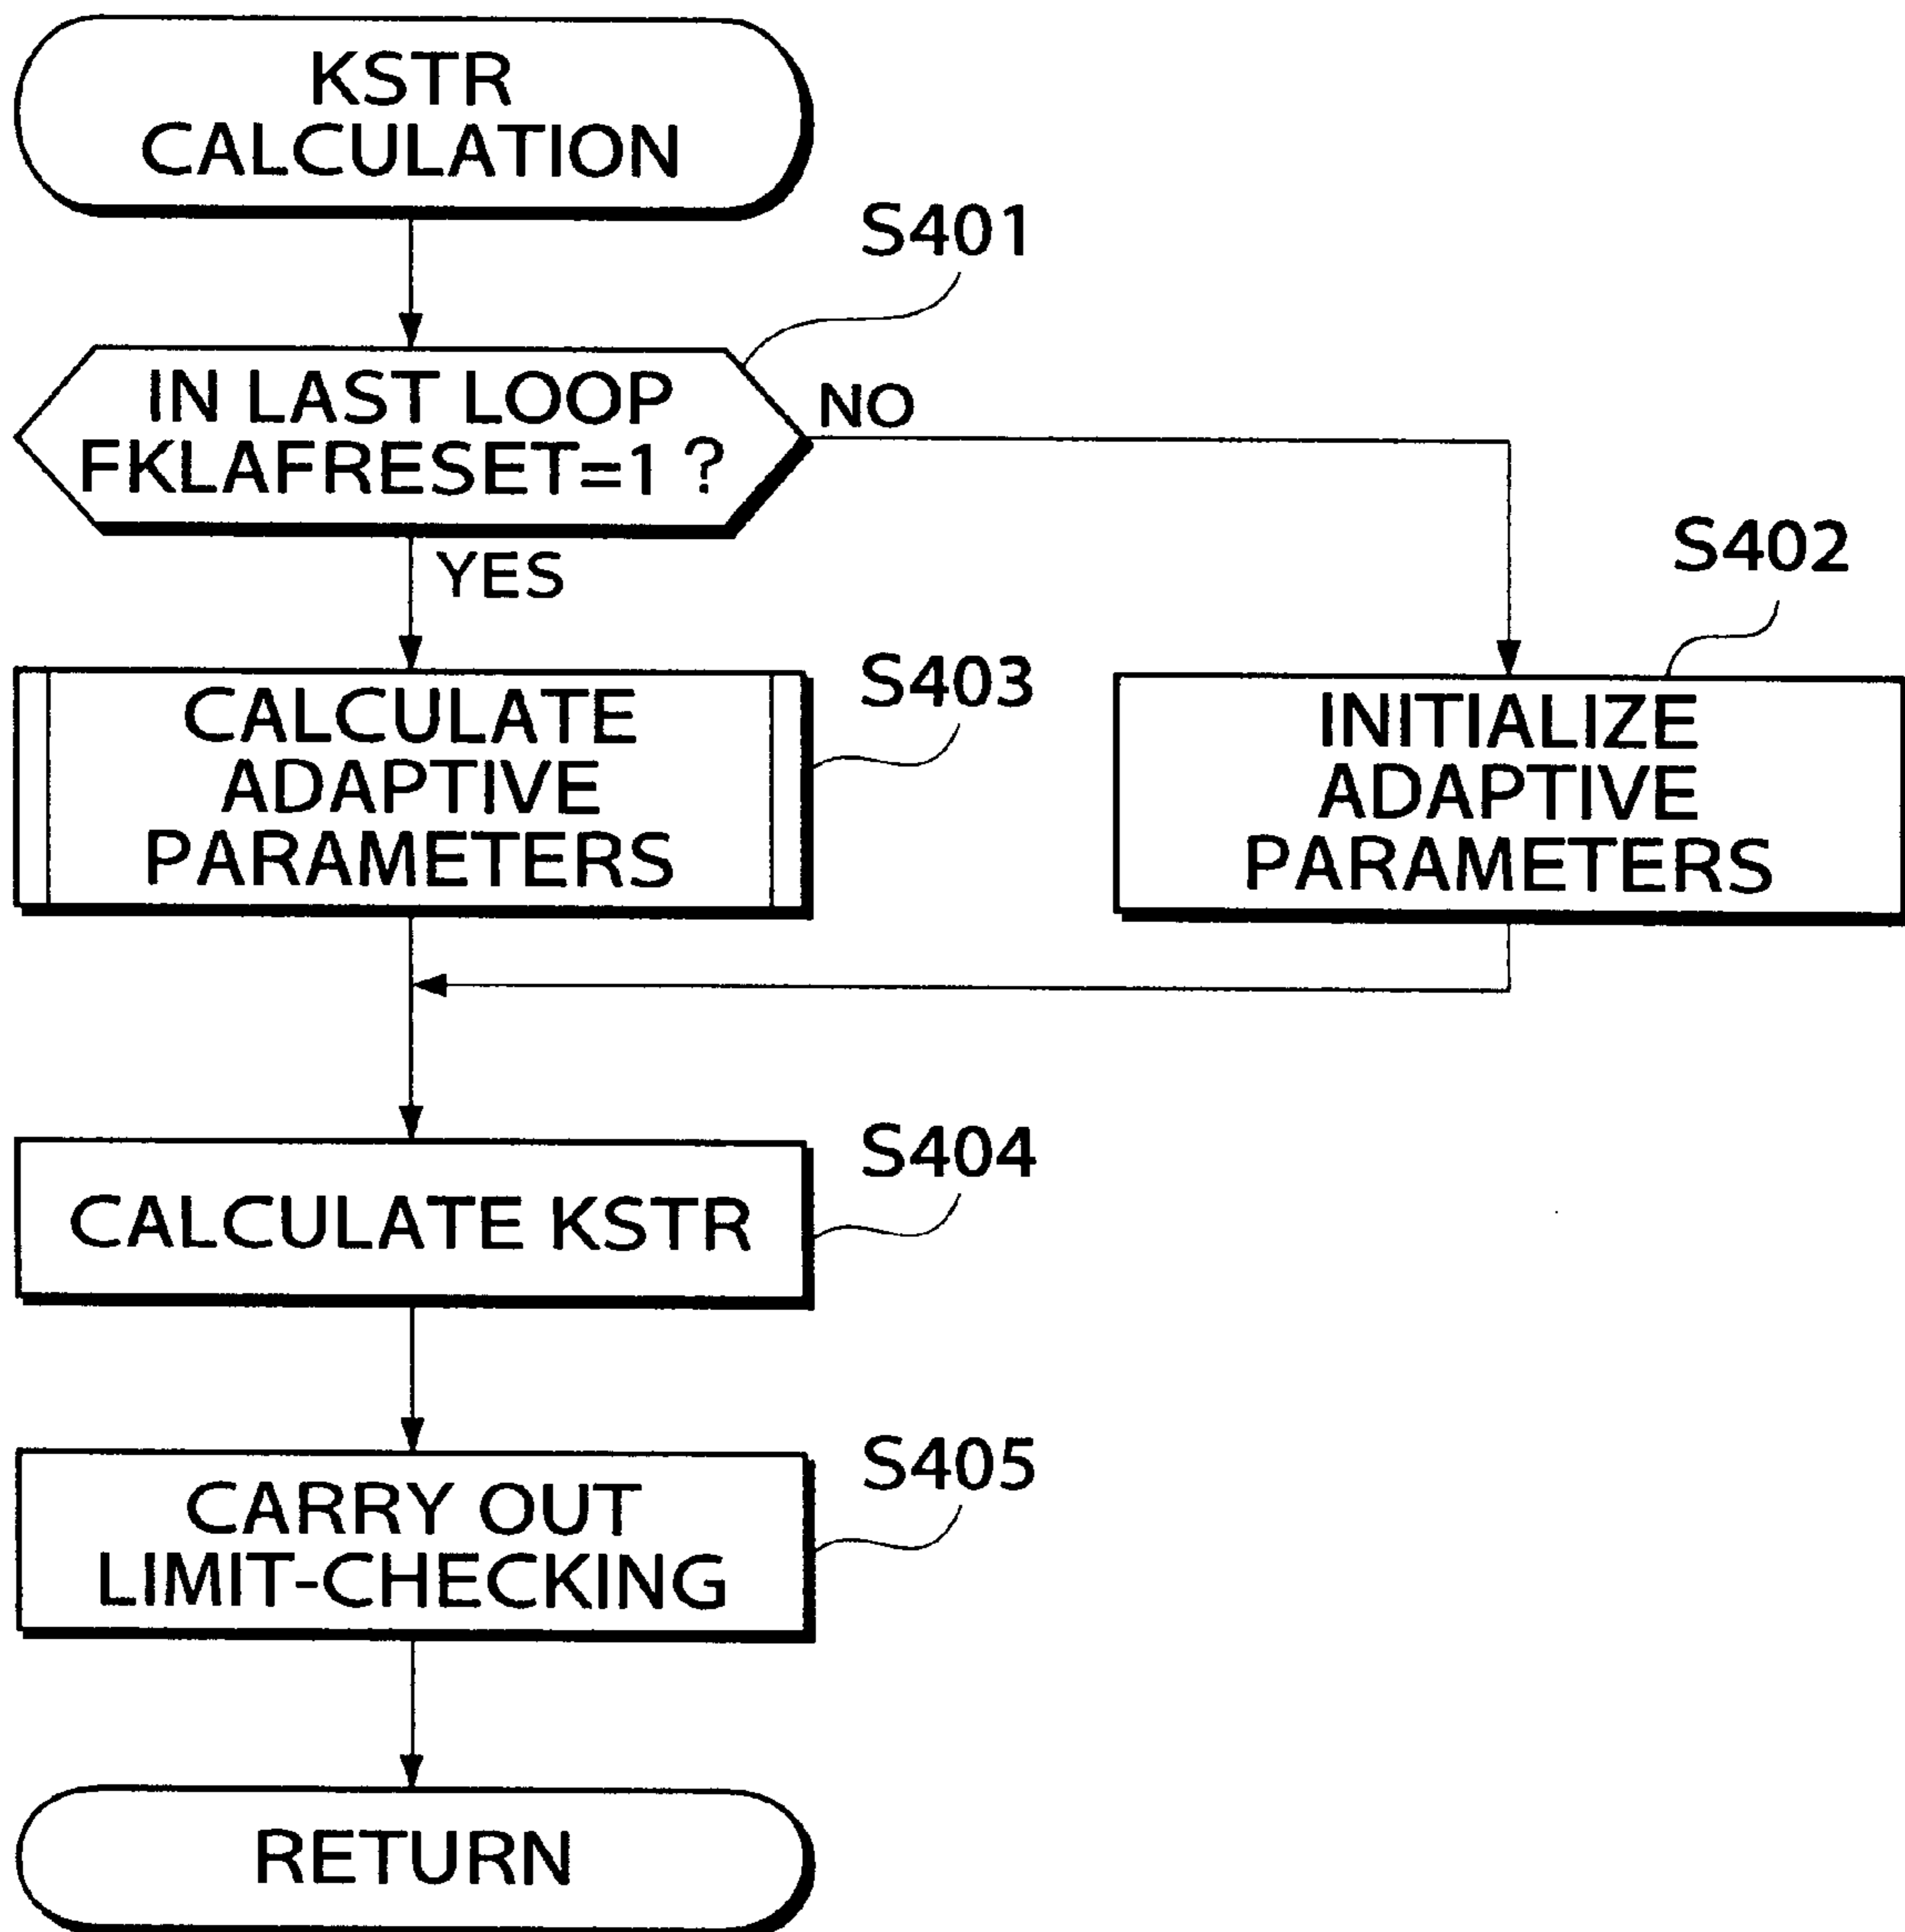 KSTR
CALCULATION
S401
IN LAST LOOP
FKLAFRESET=1 ?
NO
YES
S402
S403
CALCULATE
ADAPTIVE
PARAMETERS
INITIALIZE
ADAPTIVE
PARAMETERS
S404
CALCULATE KSTR
S405
CARRY OUT
LIMIT-CHECKING
RETURN